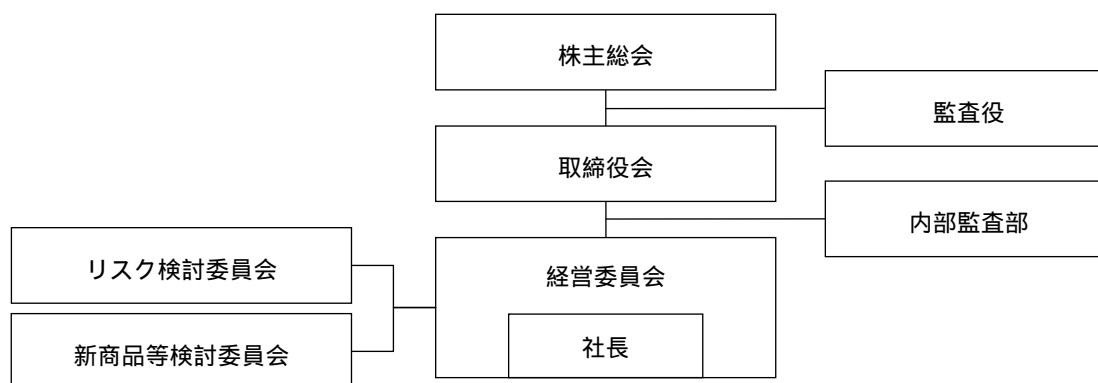 株主総会
監査役
取締役会
内部監査部
リスク検討委員会
経営委員会
新商品等検討委員会
社長